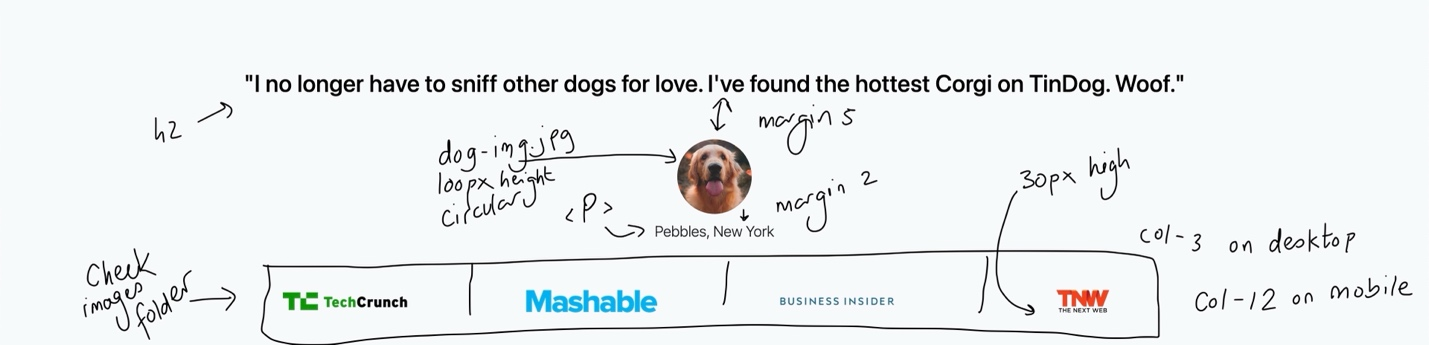 "I no longer have to sniff other dogs for love. I've found the hottest Corgi on TinDog. Woof."
h2
margin 5
dog-img.jpg
100px height
circular
<P>
margin 2
30px high
Pebbles, New York
col-3 on desktop
Check
images
folder
TC TechCrunch
Mashable
BUSINESS INSIDER
TNW
THE NEXT WEB
Col-12 on mobile